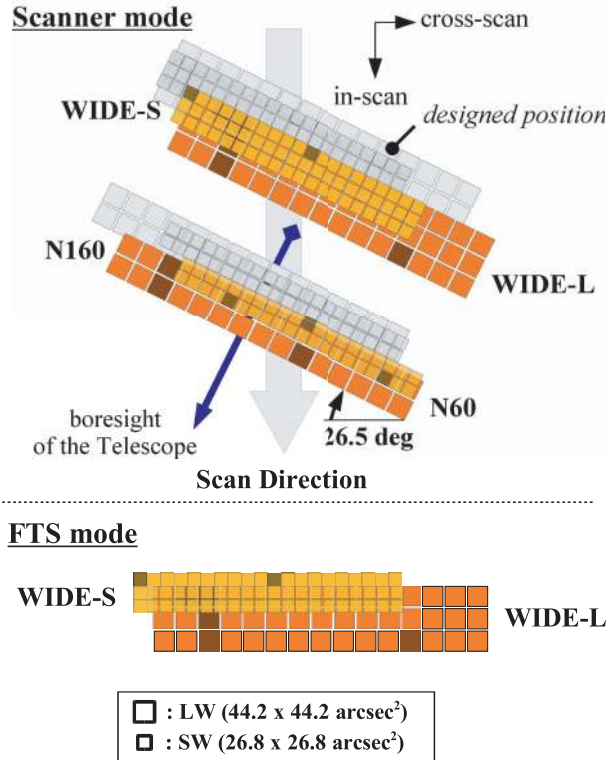 Scanner mode
cross-scan
in-scan
WIDE-S
designed position
N160
WIDE-L
boresight
of the Telescope
N60
26.5 deg
Scan Direction
FTS mode
WIDE-S
WIDE-L
: LW (44.2 x 44.2 arcsec²)
: SW (26.8 x 26.8 arcsec²)